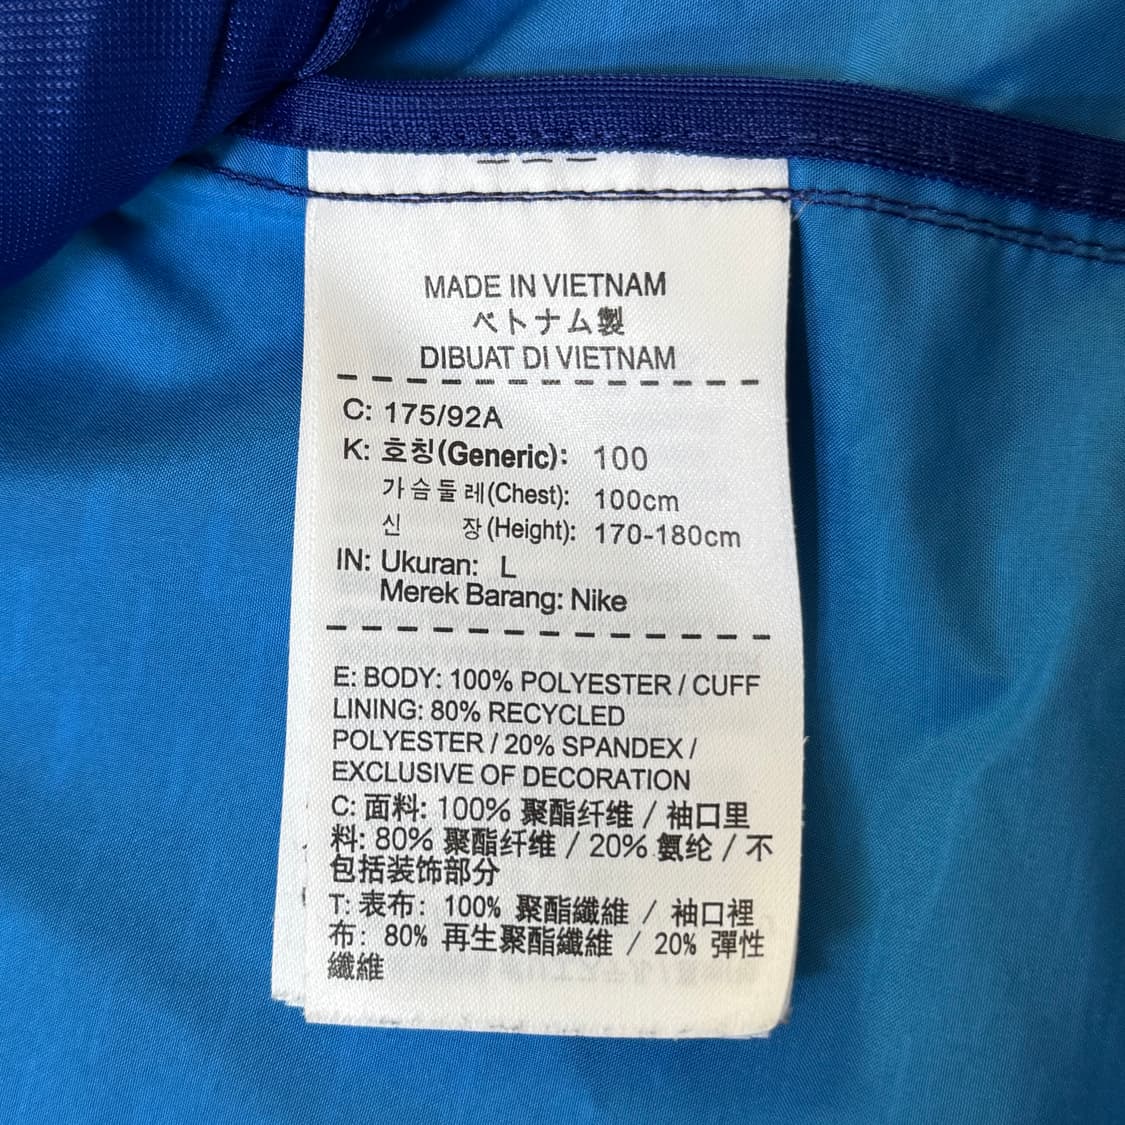 MADE IN VIETNAM
ベトナム製
DIBUAT DI VIETNAM
C: 175/92A
K: 호칭(Generic): 100
가슴둘레(Chest): 100cm
신 장(Height): 170-180cm
IN: Ukuran: L
Merek Barang: Nike
E: BODY: 100% POLYESTER / CUFF
LINING: 80% RECYCLED
POLYESTER / 20% SPANDEX /
EXCLUSIVE OF DECORATION
C: 面料: 100% 聚酯纤维 / 袖口里
料: 80% 聚酯纤维 / 20% 氨纶 / 不
包括装饰部分
T: 表布: 100% 聚酯纖維 / 袖口裡
布: 80% 再生聚酯纖維 / 20% 彈性
纖維